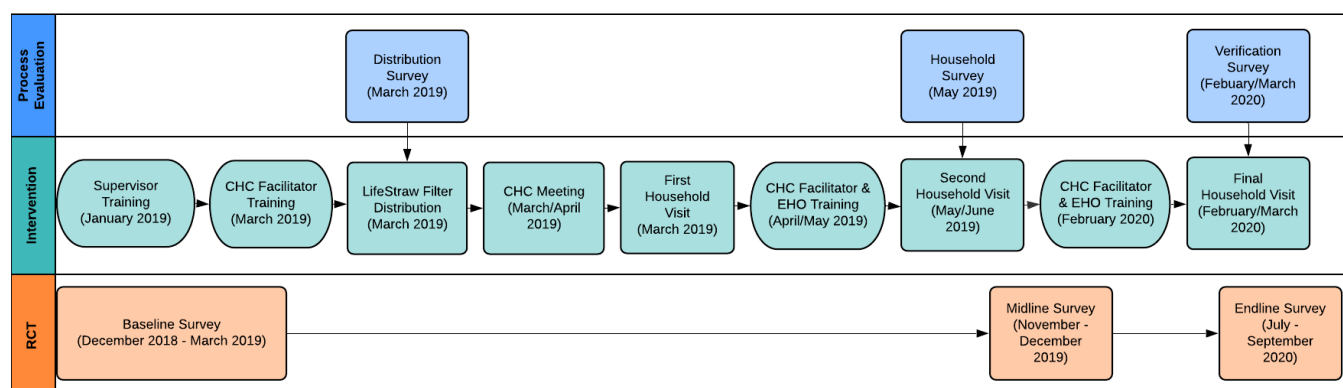 Process
Evaluation
Distribution
Survey
(March 2019)
Household
Survey
(May 2019)
Verification
Survey
(Febuary/March
2020)
Intervention
Supervisor
Training
(January 2019)
CHC Facilitator
Training
(March 2019)
LifeStraw Filter
Distribution
(March 2019)
CHC Meeting
(March/April
2019)
First
Household
Visit
(March 2019)
CHC Facilitator &
EHO Training
(April/May 2019)
Second
Household Visit
(May/June
2019)
CHC Facilitator
& EHO Training
(February 2020)
Final
Household Visit
(February/March
2020)
RCT
Baseline Survey
(December 2018 - March 2019)
Midline Survey
(November -
December
2019)
Endline Survey
(July -
September
2020)